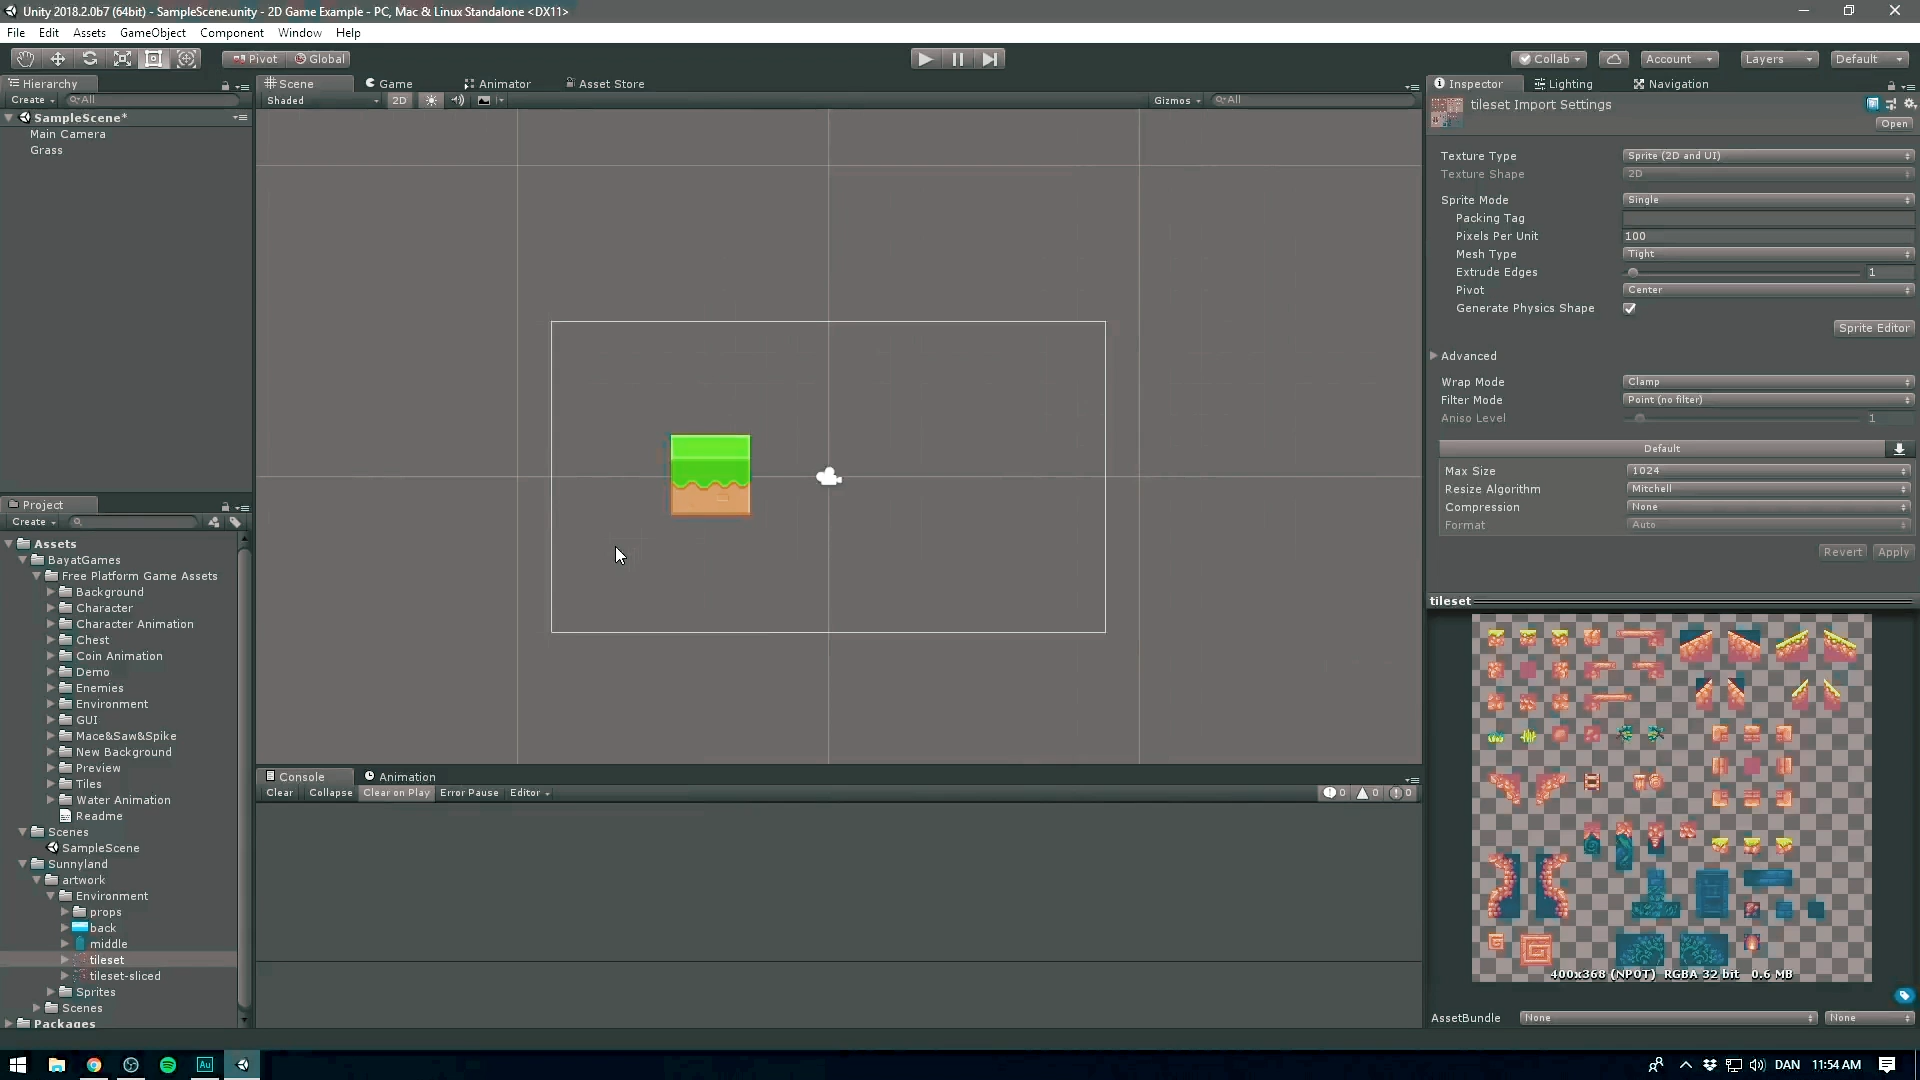 Unity 2018.2.0b7 (64bit) - SampleScene.unity - 2D Game Example - PC, Mac & Linux Standalone <DX11>
File Edit Assets GameObject Component Window Help
Pivot Global Collab Account Layers Default
Hierarchy
Create All
SampleScene*
Main Camera
Grass
Scene Game Animator Asset Store
Shaded 2D Gizmos All
Project
Create
Assets
BayatGames
Free Platform Game Assets
Background
Character
Character Animation
Chest
Coin Animation
Demo
Enemies
Environment
GUI
Mace&Saw&Spike
New Background
Preview
Tiles
Water Animation
Readme
Scenes
SampleScene
Sunnyland
artwork
Environment
props
back
middle
tileset
tileset-sliced
Sprites
Scenes
Packages
Console Animation
Clear Collapse Clear on Play Error Pause Editor 0 0 0
Inspector Lighting Navigation
tileset Import Settings
Open
Texture Type Sprite (2D and UI)
Texture Shape 2D
Sprite Mode Single
Packing Tag
Pixels Per Unit 100
Mesh Type Tight
Extrude Edges 1
Pivot Center
Generate Physics Shape
Sprite Editor
Advanced
Wrap Mode Clamp
Filter Mode Point (no filter)
Aniso Level 1
Default
Max Size 1024
Resize Algorithm Mitchell
Compression None
Format Auto
Revert Apply
tileset
400x368 (NPOT) RGBA 32 bit 0.6 MB
AssetBundle None None
Au DAN 11:54 AM